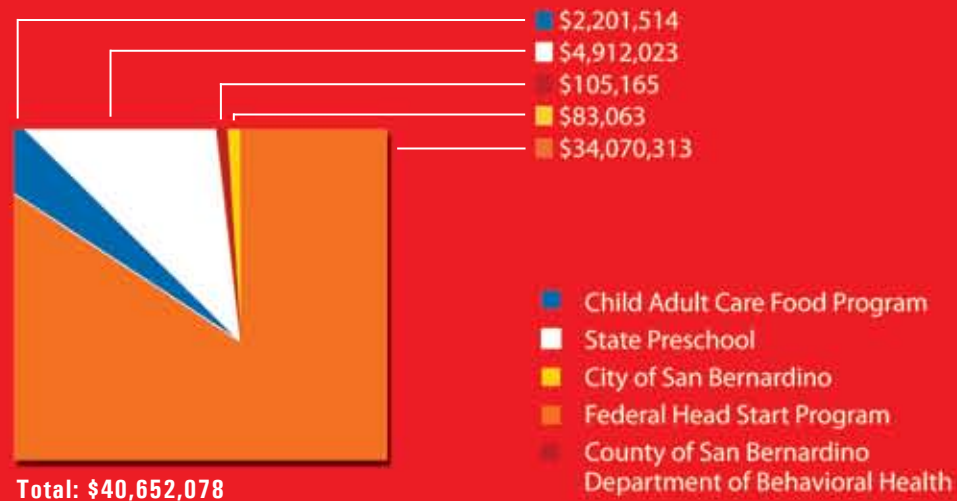 $2,201,514
$4,912,023
$105,165
$83,063
$34,070,313
Child Adult Care Food Program
State Preschool
City of San Bernardino
Federal Head Start Program
County of San Bernardino
Department of Behavioral Health
Total: $40,652,078